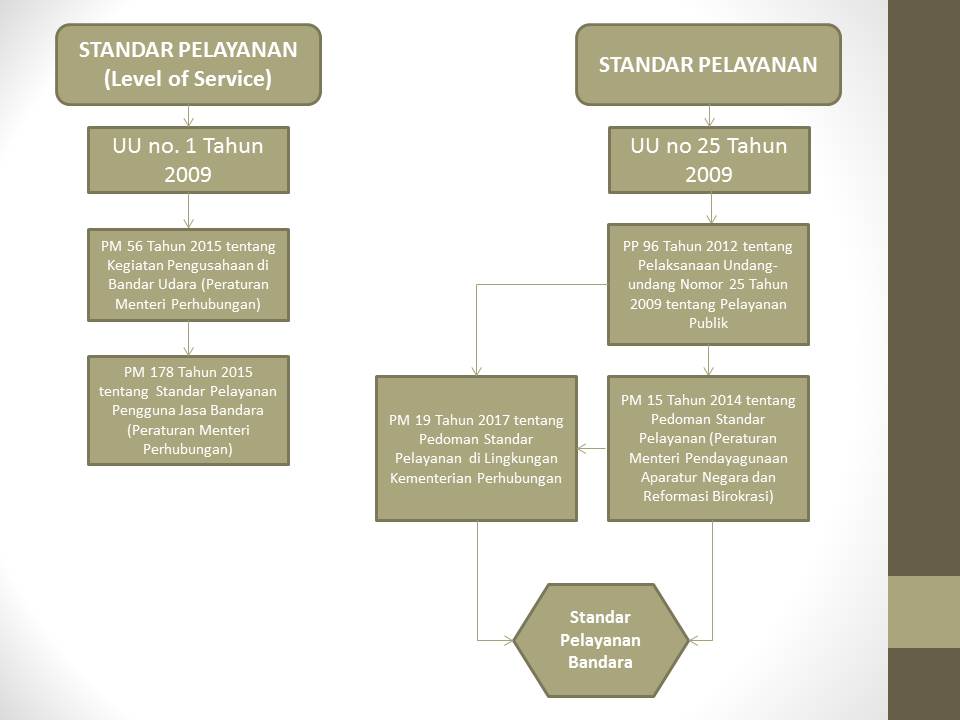 STANDAR PELAYANAN
(Level of Service)
UU no. 1 Tahun
2009
PM 56 Tahun 2015 tentang
Kegiatan Pengusahaan di
Bandar Udara (Peraturan
Menteri Perhubungan)
PM 178 Tahun 2015
tentang Standar Pelayanan
Pengguna Jasa Bandara
(Peraturan Menteri
Perhubungan)
STANDAR PELAYANAN
UU no 25 Tahun
2009
PP 96 Tahun 2012 tentang
Pelaksanaan Undang-
undang Nomor 25 Tahun
2009 tentang Pelayanan
Publik
PM 19 Tahun 2017 tentang
Pedoman Standar
Pelayanan di Lingkungan
Kementerian Perhubungan
PM 15 Tahun 2014 tentang
Pedoman Standar
Pelayanan (Peraturan
Menteri Pendayagunaan
Aparatur Negara dan
Reformasi Birokrasi)
Standar
Pelayanan
Bandara